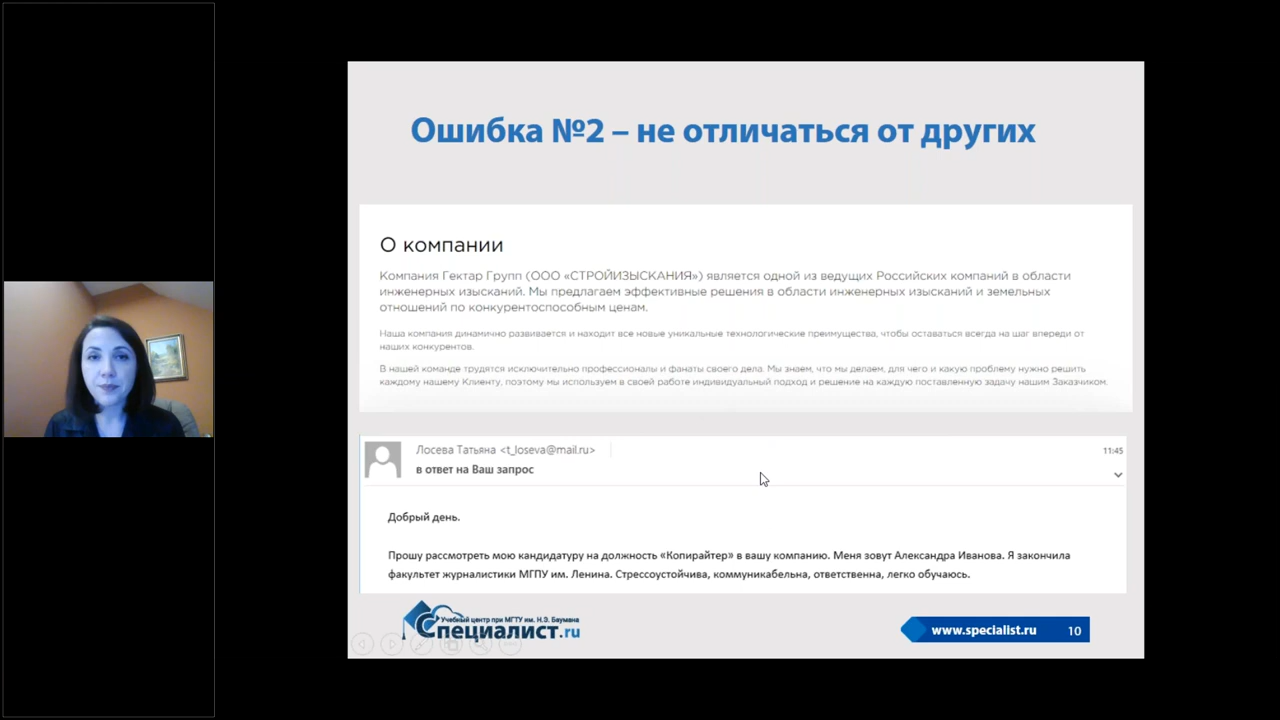 Ошибка №2 – не отличаться от других
О компании
Компания Гектар Групп (ООО «СТРОЙИЗЫСКАНИЯ») является одной из ведущих Российских компаний в области
инженерных изысканий. Мы предлагаем эффективные решения в области инженерных изысканий и земельных
отношений по конкурентоспособным ценам.
Наша компания динамично развивается и находит все новые уникальные технологические преимущества, чтобы оставаться всегда на шаг впереди от
наших конкурентов.
В нашей команде трудятся исключительно профессионалы и фанаты своего дела. Мы знаем, что мы делаем, для чего и какую проблему нужно решить
каждому нашему Клиенту, поэтому мы используем в своей работе индивидуальный подход и решение на каждую поставленную задачу нашим Заказчиком.
Лосева Татьяна <t_loseva@mail.ru>
11:45
в ответ на Ваш запрос
Добрый день.
Прошу рассмотреть мою кандидатуру на должность «Копирайтер» в вашу компанию. Меня зовут Александра Иванова. Я закончила
факультет журналистики МГПУ им. Ленина. Стрессоустойчива, коммуникабельна, ответственна, легко обучаюсь.
Учебный центр при МГТУ им. Н.Э. Баумана
Специалист.ru
www.specialist.ru
10